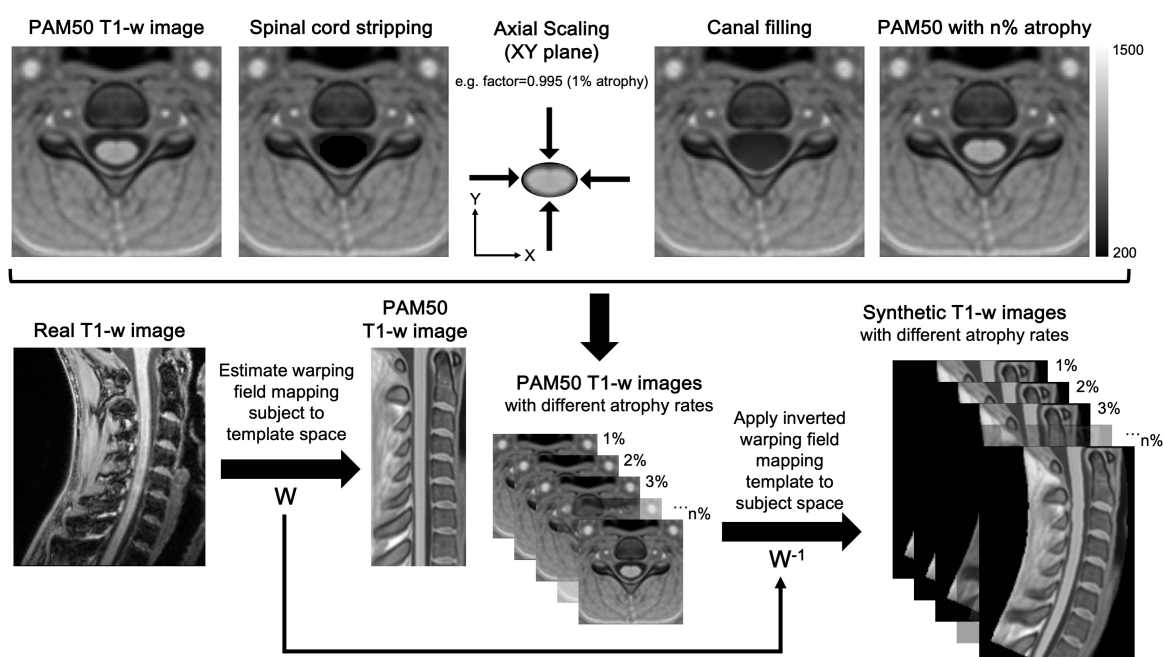 PAM50 T1-w image
Spinal cord stripping
Axial Scaling
(XY plane)
e.g. factor=0.995 (1% atrophy)
Y
X
Canal filling
PAM50 with n% atrophy
1500
200
Real T1-w image
Estimate warping
field mapping
subject to
template space
W
PAM50
T1-w image
PAM50 T1-w images
with different atrophy rates
1%
2%
3%
...n%
Apply inverted
warping field
mapping
template to
subject space
W-1
Synthetic T1-w images
with different atrophy rates
1%
2%
3%
...n%